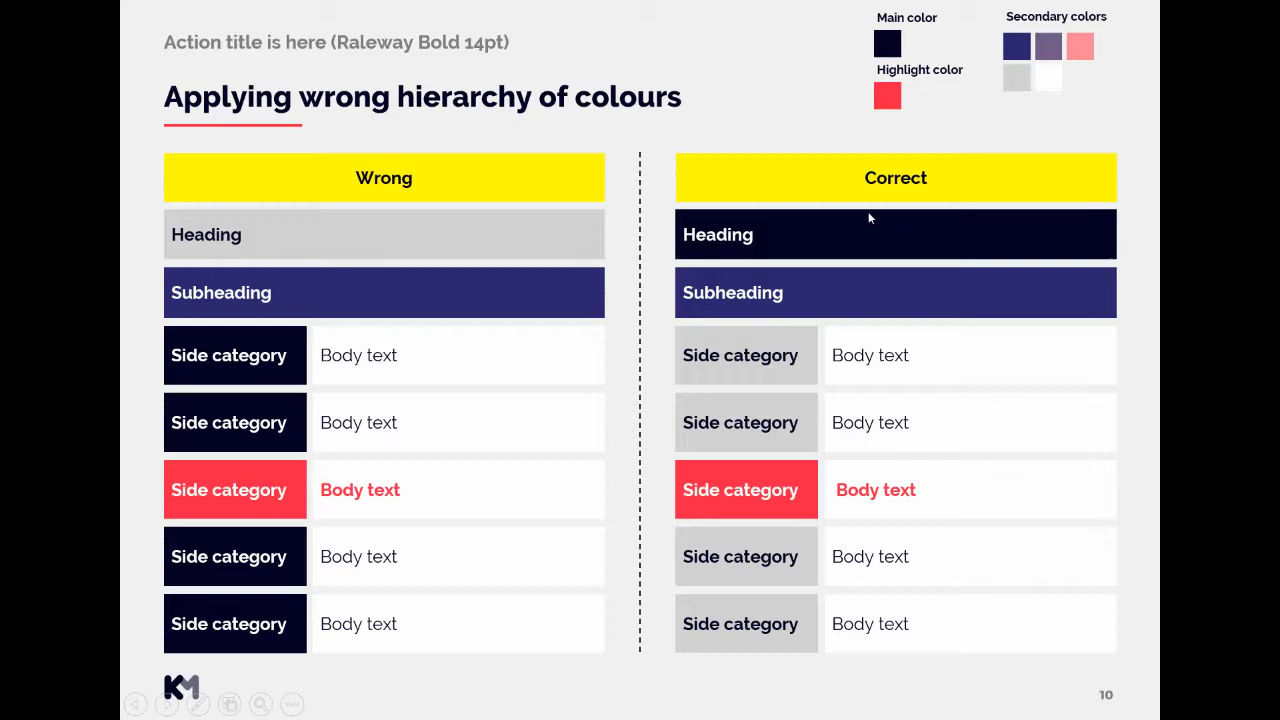 Main color
Secondary colors
Action title is here (Raleway Bold 14pt)
Highlight color
Applying wrong hierarchy of colours
Wrong
Heading
Subheading
Side category Body text
Side category Body text
Side category Body text
Side category Body text
Side category Body text
Correct
Heading
Subheading
Side category Body text
Side category Body text
Side category Body text
Side category Body text
Side category Body text
KM
10